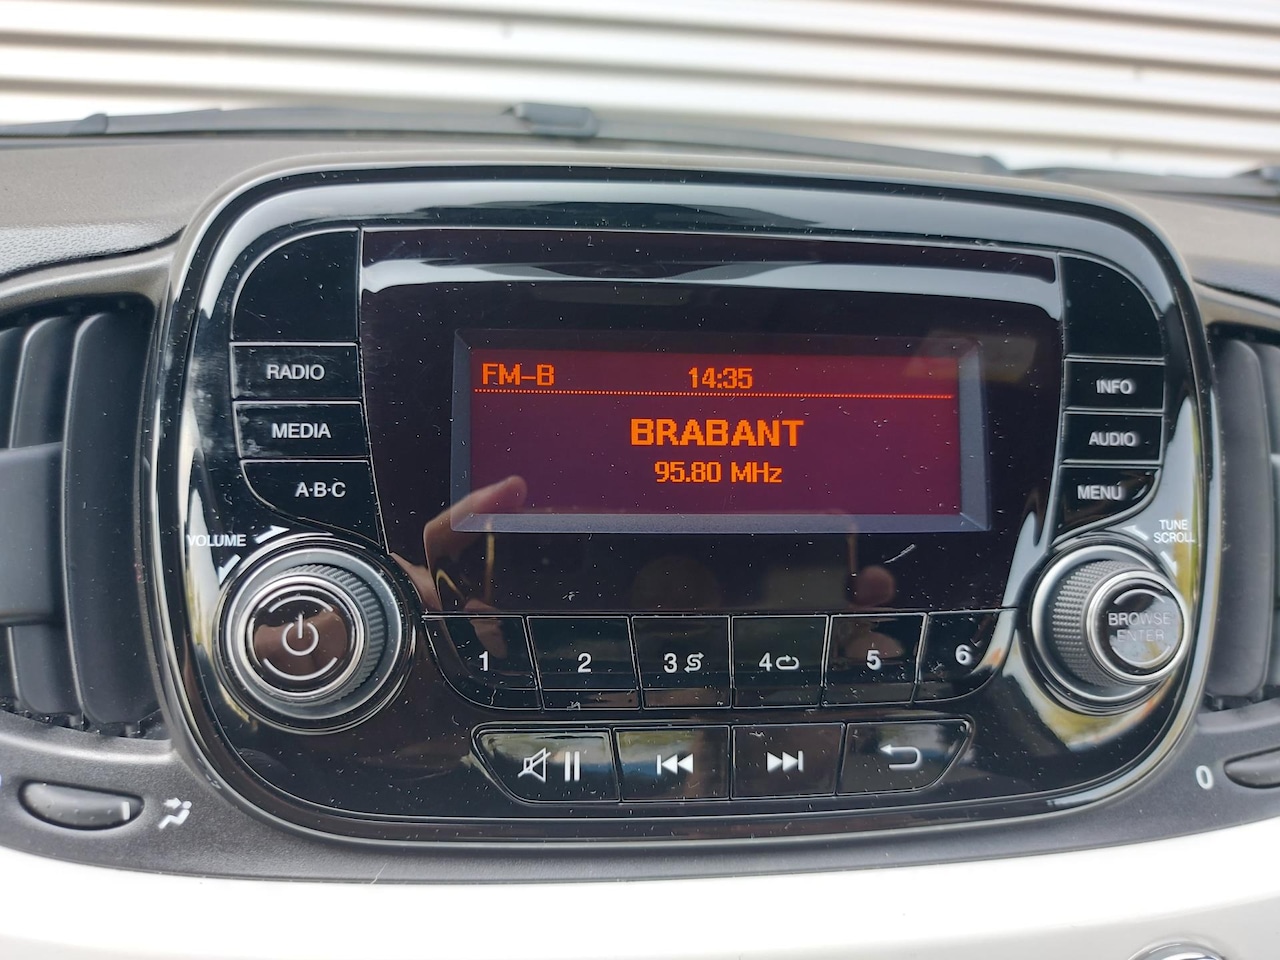 FM-B 14:35
BRABANT
95.80 MHz
RADIO
MEDIA
A·B·C
VOLUME
INFO
AUDIO
MENU
TUNE
SCROLL
BROWSE
ENTER
1 2 3 4 5 6
0